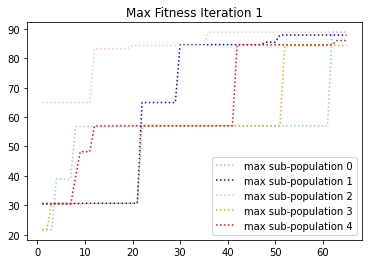 Max Fitness Iteration 1
90
80
70
60
50
40
30
20
max sub-population 0
max sub-population 1
max sub-population 2
max sub-population 3
max sub-population 4
0 10 20 30 40 50 60